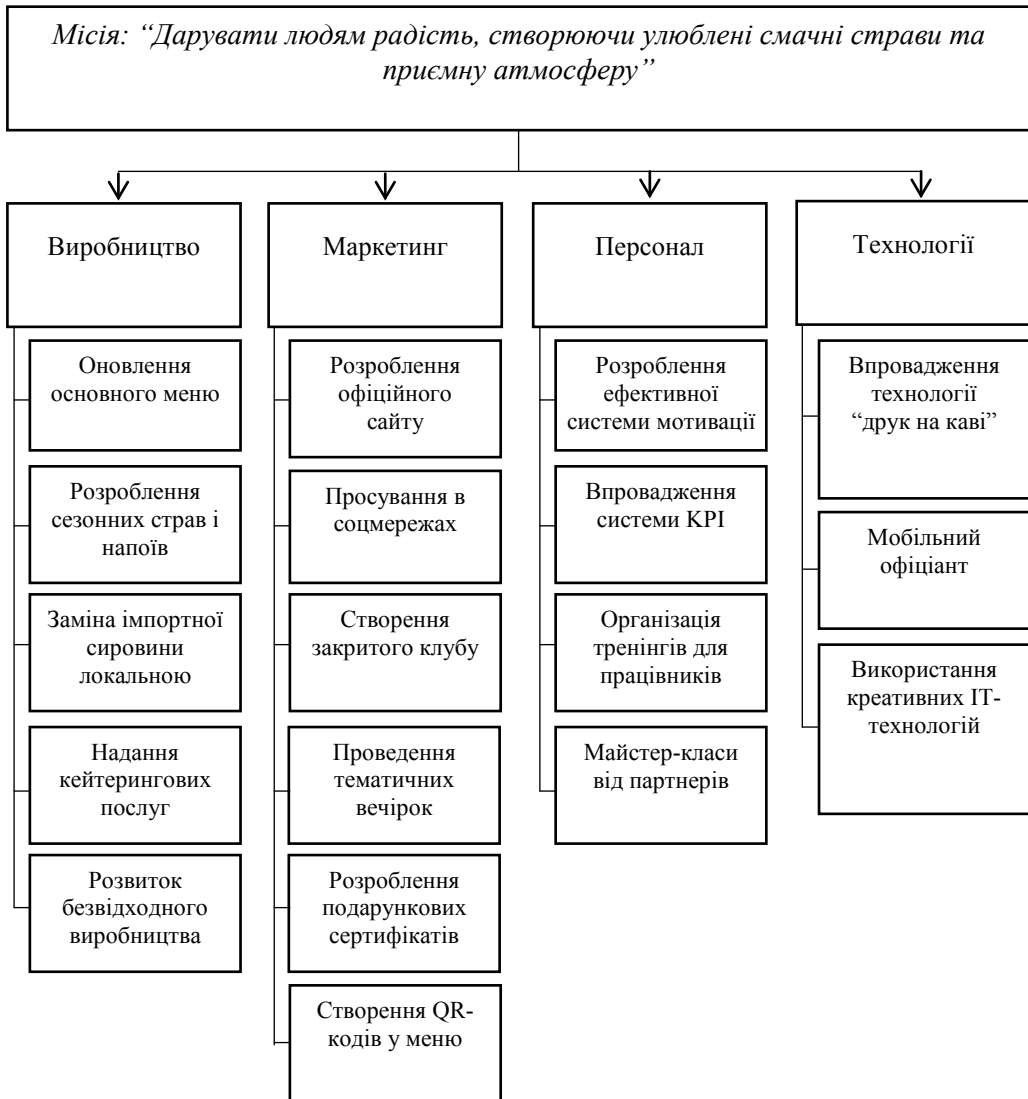 Місія: “Дарувати людям радість, створюючи улюблені смачні страви та
приємну атмосферу”
Виробництво
Маркетинг
Персонал
Технології
Оновлення
основного меню
Розроблення
сезонних страв і
напоїв
Заміна імпортної
сировини
локальною
Надання
кейтерингових
послуг
Розвиток
безвідходного
виробництва
Розроблення
офіційного
сайту
Просування в
соцмережах
Створення
закритого клубу
Проведення
тематичних
вечірок
Розроблення
подарункових
сертифікатів
Створення QR-
кодів у меню
Розроблення
ефективної
системи мотивації
Впровадження
системи KPI
Організація
тренінгів для
працівників
Майстер-класи
від партнерів
Впровадження
технології
“друк на каві”
Мобільний
офіціант
Використання
креативних ІТ-
технологій